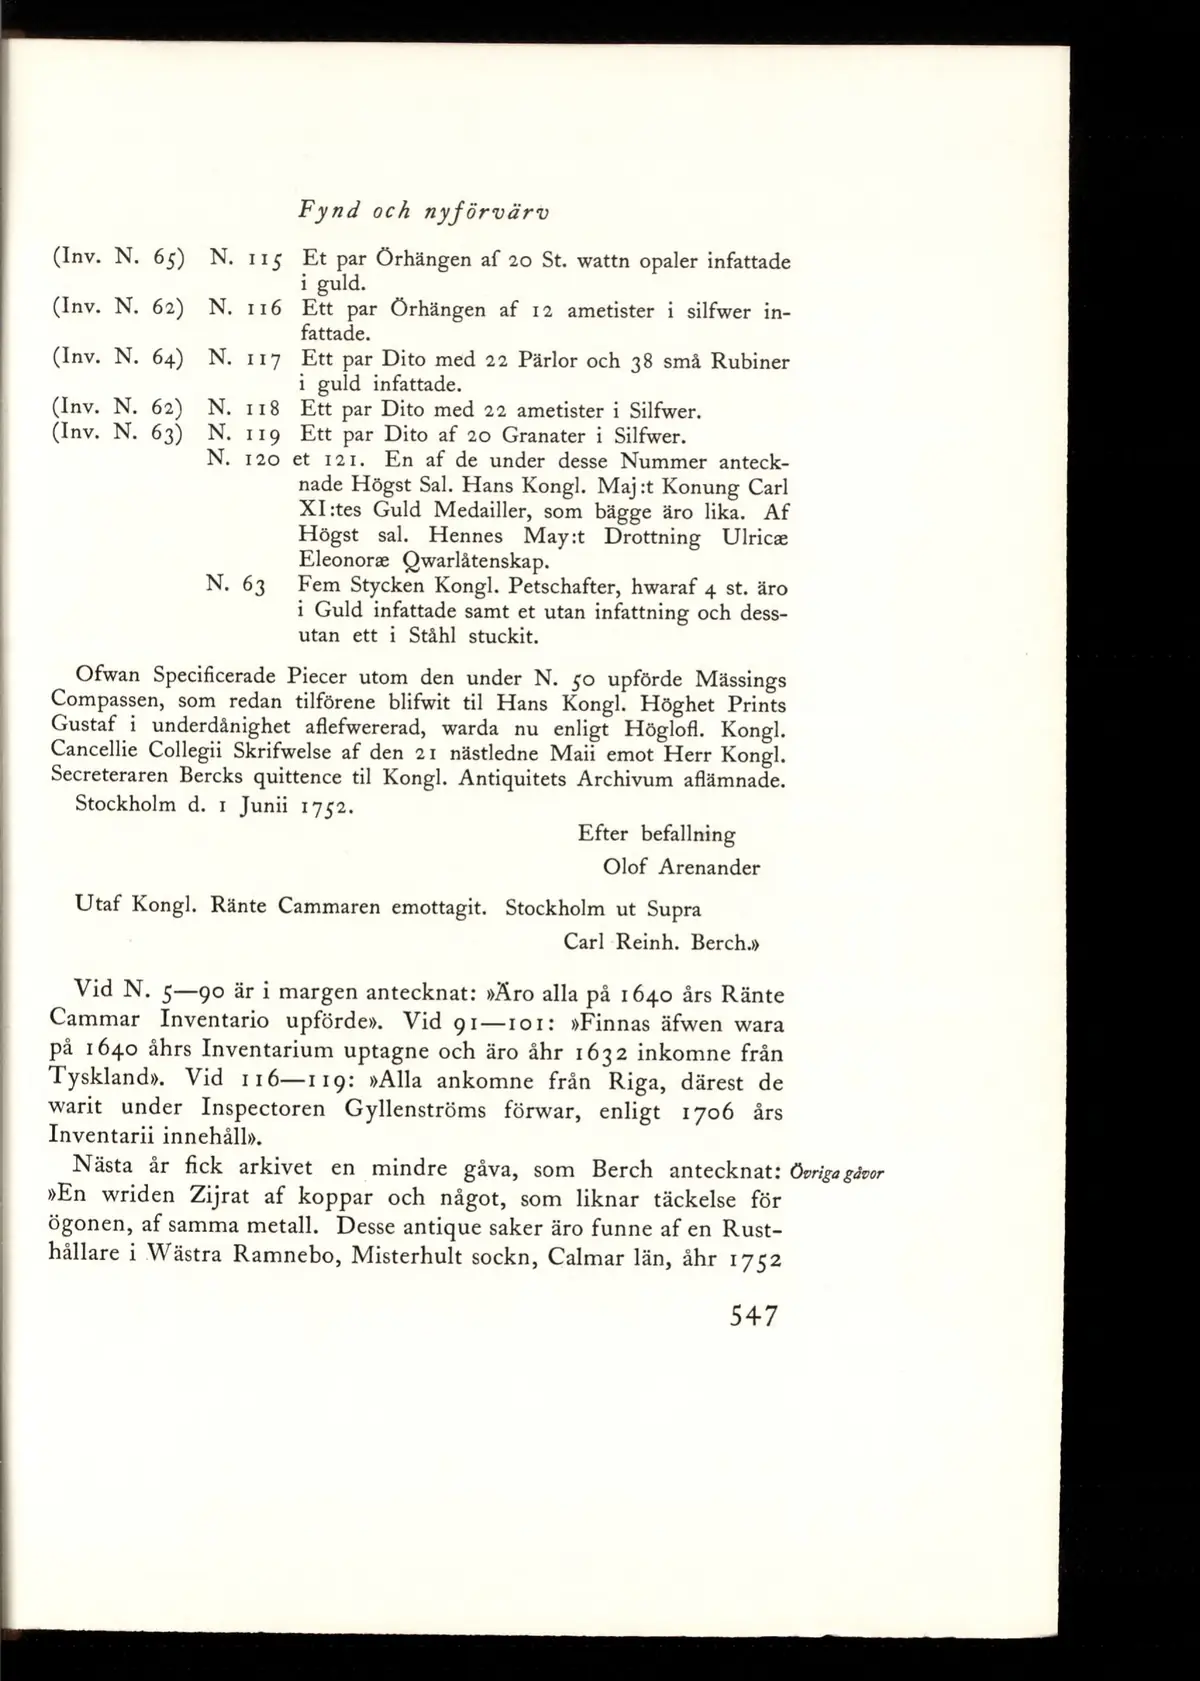 Fynd och nyförvärv
(Inv. N. 65) N. 115 Et par Örhängen af 20 St. wattn opaler infattade
i guld.
(Inv. N. 62) N. 116 Ett par Örhängen af 12 ametister i silfwer in-
fattade.
(Inv. N. 64) N. 117 Ett par Dito med 22 Pärlor och 38 små Rubiner
i guld infattade.
(Inv. N. 62) N. 118 Ett par Dito med 22 ametister i Silfwer.
(Inv. N. 63) N. 119 Ett par Dito af 20 Granater i Silfwer.
N. 120 et 121. En af de under desse Nummer anteck-
nade Högst Sal. Hans Kongl. Maj:t Konung Carl
XI:tes Guld Medailler, som bägge äro lika. Af
Högst sal. Hennes May:t Drottning Ulricæ
Eleonoræ Qwarlåtenskap.
N. 63 Fem Stycken Kongl. Petschafter, hwaraf 4 st. äro
i Guld infattade samt et utan infattning och dess-
utan ett i Ståhl stuckit.
Ofwan Specificerade Piecer utom den under N. 50 upförde Mässings
Compassen, som redan tilförene blifwit til Hans Kongl. Höghet Prints
Gustaf i underdånighet aflefwererad, warda nu enligt Höglofl. Kongl.
Cancellie Collegii Skrifwelse af den 21 nästledne Maii emot Herr Kongl.
Secreteraren Bercks quittence til Kongl. Antiquitets Archivum aflämnade.
Stockholm d. 1 Junii 1752.
Efter befallning
Olof Arenander
Utaf Kongl. Ränte Cammaren emottagit. Stockholm ut Supra
Carl Reinh. Berch.»
Vid N. 5—90 är i margen antecknat: »Äro alla på 1640 års Ränte
Cammar Inventario upförde». Vid 91—101: »Finnas äfwen wara
på 1640 åhrs Inventarium uptagne och äro åhr 1632 inkomne från
Tyskland». Vid 116—119: »Alla ankomne från Riga, därest de
warit under Inspectoren Gyllenströms förwar, enligt 1706 års
Inventarii innehåll».
Nästa år fick arkivet en mindre gåva, som Berch antecknat: Övriga gåvor
»En wriden Zijrat af koppar och något, som liknar täckelse för
ögonen, af samma metall. Desse antique saker äro funne af en Rust-
hållare i Wästra Ramnebo, Misterhult sockn, Calmar län, åhr 1752
547